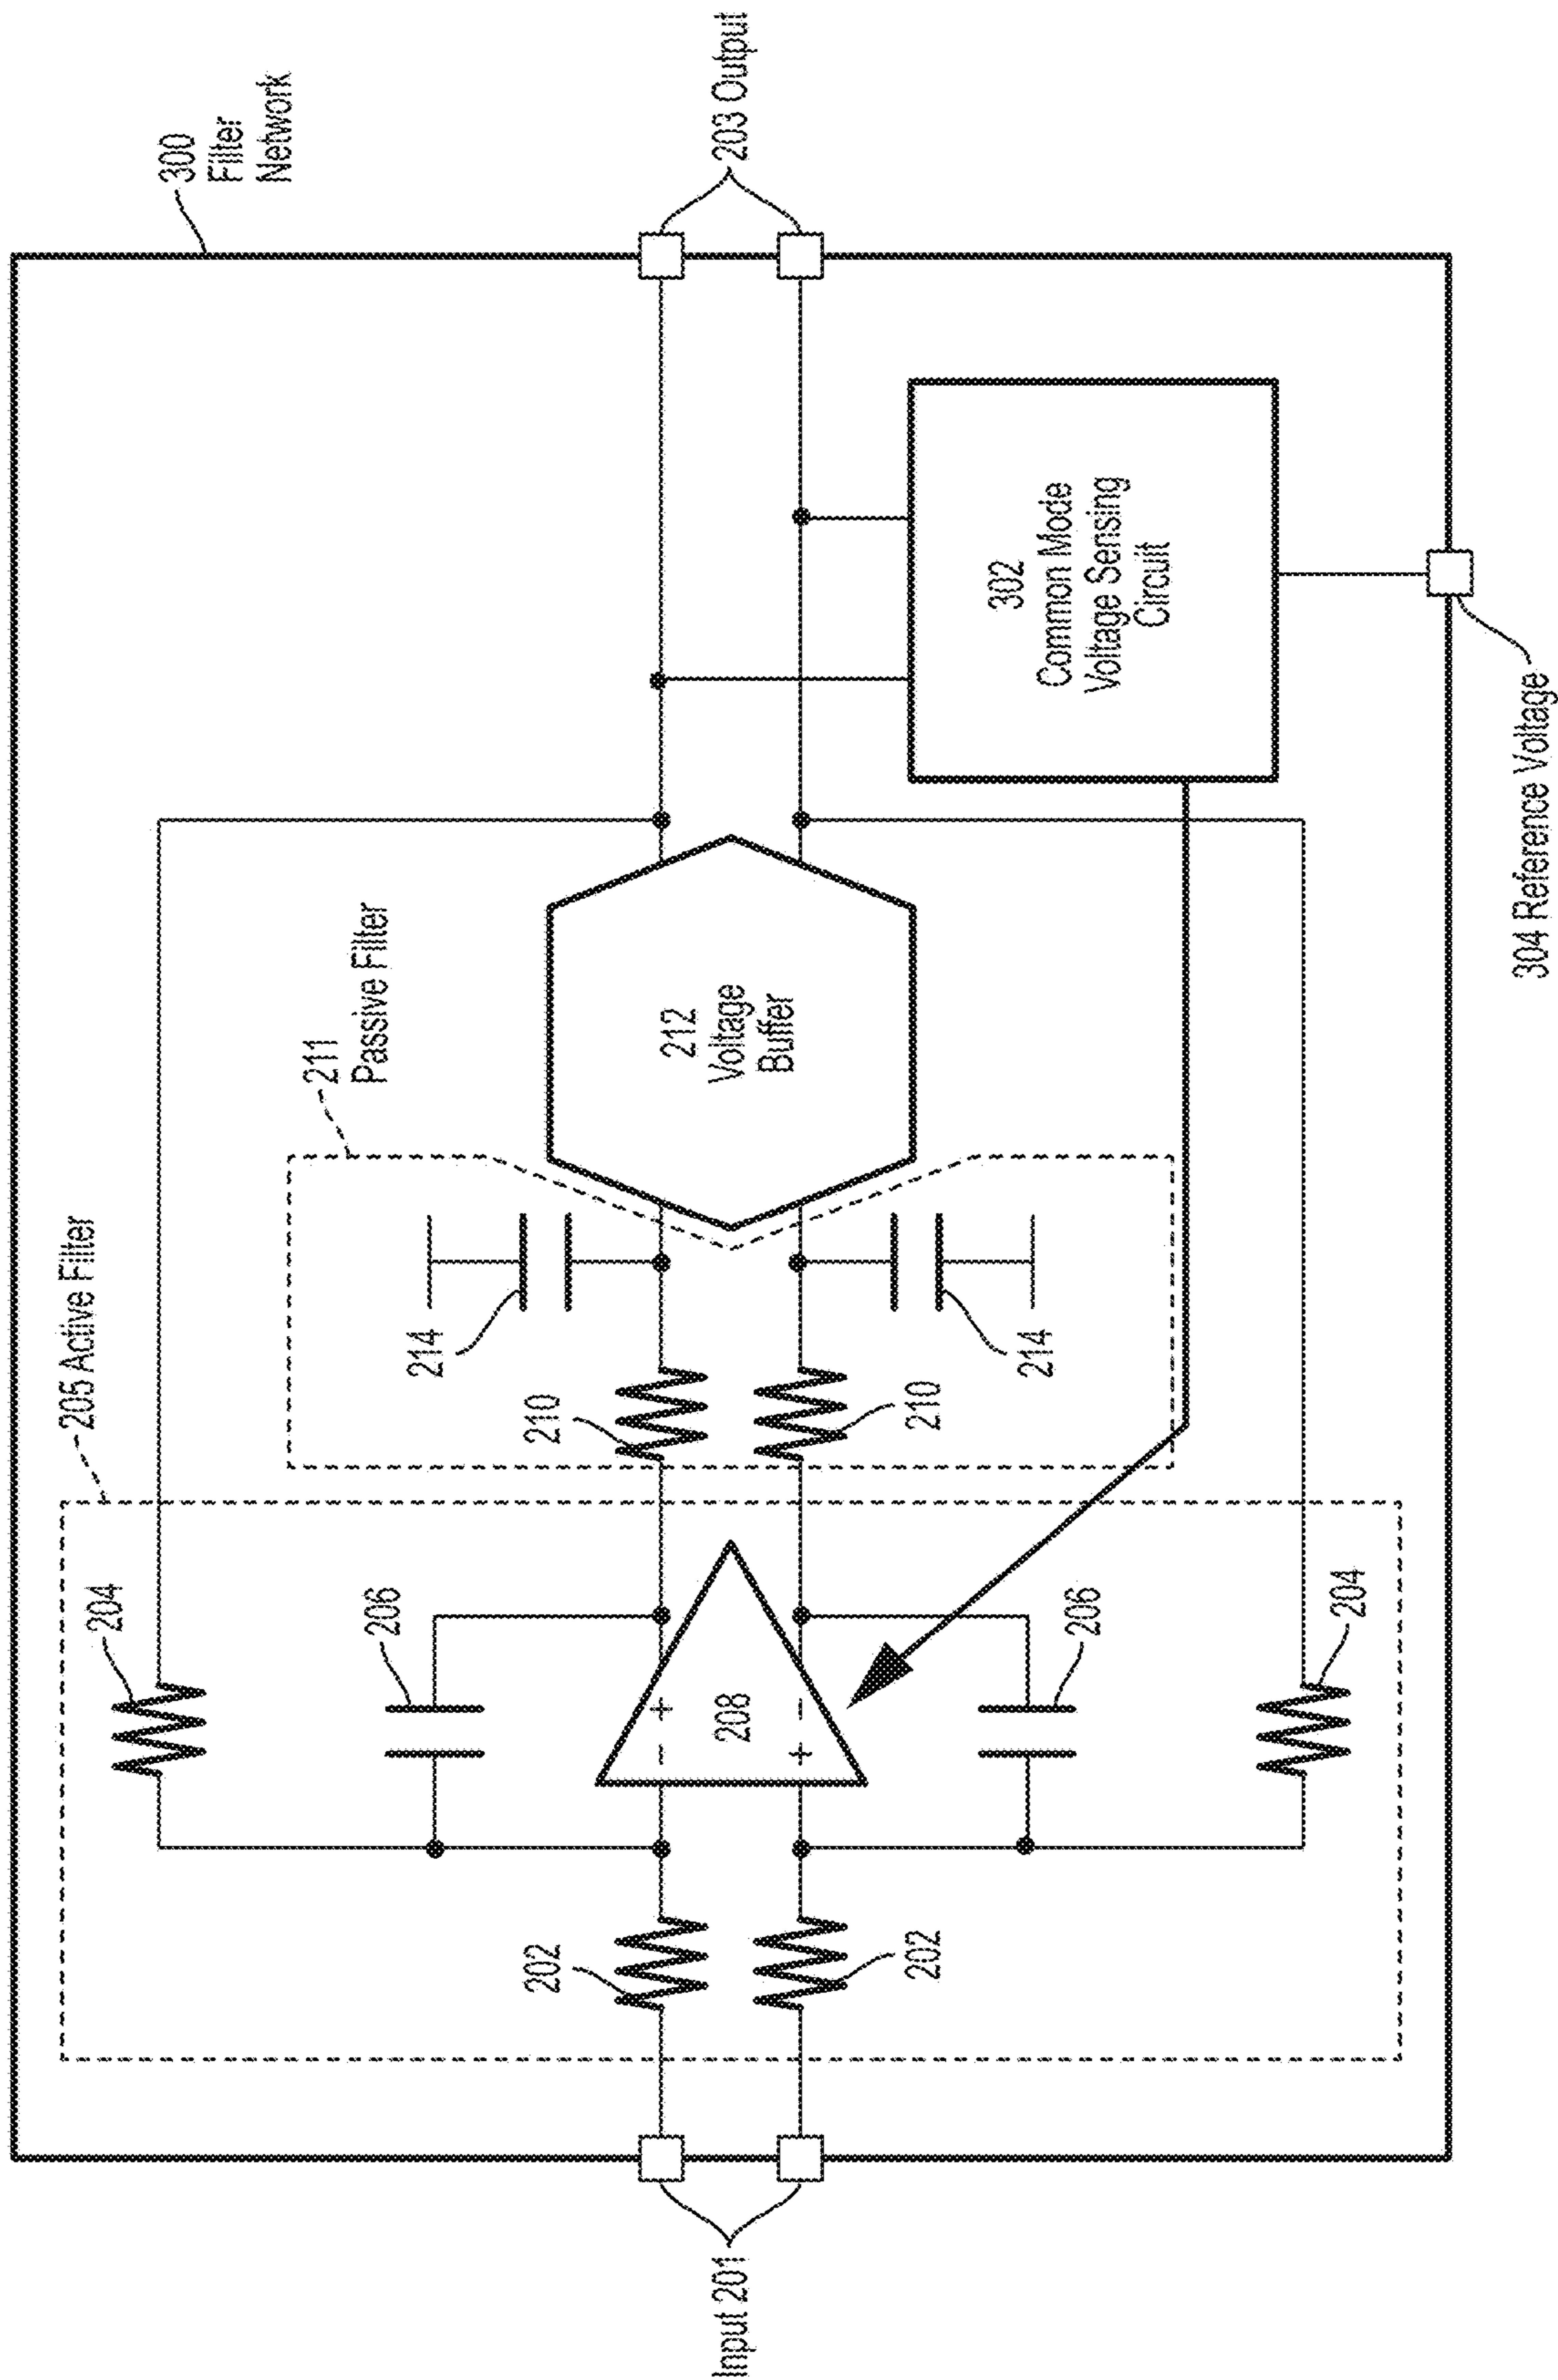 300
Filter
Network
205 Active Filter
211
Passive Filter
204
206
214
202
210
Input 201
208
- +
+ -
212
Voltage
Buffer
203 Output
202
210
214
206
204
302
Common Mode
Voltage Sensing
Circuit
304 Reference Voltage